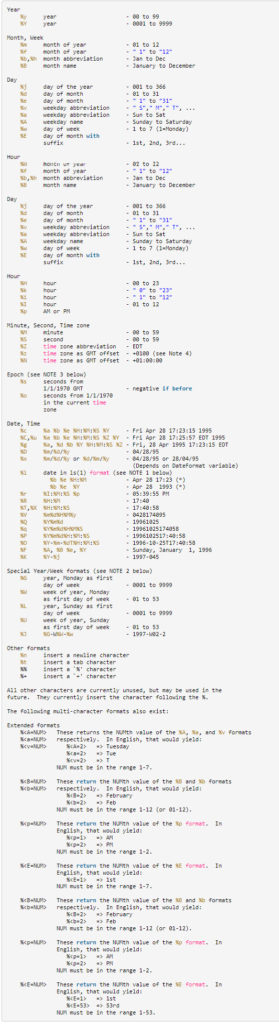 Year
%y year - 00 to 99
%Y year - 0001 to 9999
Month, Week
%m month of year - 01 to 12
%f month of year - " 1" to "12"
%b,%h month abbreviation - Jan to Dec
%B month name - January to December
Day
%j day of the year - 001 to 366
%d day of month - 01 to 31
%e day of month - " 1" to "31"
%v weekday abbreviation - " S"," M"," T", ...
%a weekday abbreviation - Sun to Sat
%A weekday name - Sunday to Saturday
%w day of week - 1 to 7 (1=Monday)
%E day of month with
suffix - 1st, 2nd, 3rd...
Hour
month of year - 01 to 12
%f month of year - " 1" to "12"
%b,%h month abbreviation - Jan to Dec
%B month name - January to December
Day
%j day of the year - 001 to 366
%d day of month - 01 to 31
%e day of month - " 1" to "31"
%v weekday abbreviation - " S"," M"," T", ...
%a weekday abbreviation - Sun to Sat
%A weekday name - Sunday to Saturday
%w day of week - 1 to 7 (1=Monday)
%E day of month with
suffix - 1st, 2nd, 3rd...
Hour
%H hour - 00 to 23
%k hour - " 0" to "23"
%i hour - " 1" to "12"
%I hour - 01 to 12
%p AM or PM
Minute, Second, Time zone
%M minute - 00 to 59
%S second - 00 to 59
%Z time zone abbreviation - EDT
%z time zone as GMT offset - +0100 (see Note 4)
%N time zone as GMT offset - +01:00:00
Epoch (see NOTE 3 below)
%s seconds from
1/1/1970 GMT - negative if before
%o seconds from 1/1/1970
in the current time
zone
Date, Time
%c %a %b %e %H:%M:%S %Y - Fri Apr 28 17:23:15 1995
%C,%u %a %b %e %H:%M:%S %Z %Y - Fri Apr 28 17:25:57 EDT 1995
%g %a, %d %b %Y %H:%M:%S %Z - Fri, 28 Apr 1995 17:23:15 EDT
%D %m/%d/%y - 04/28/95
%x %m/%d/%y or %d/%m/%y - 04/28/95 or 28/04/95
(Depends on DateFormat variable)
%l date in ls(1) format (see NOTE 1 below)
%b %e %H:%M - Apr 28 17:23 (*)
%b %e %Y - Apr 28 1993 (*)
%r %I:%M:%S %p - 05:39:55 PM
%R %H:%M - 17:40
%T,%X %H:%M:%S - 17:40:58
%V %m%d%H%M%y - 0428174095
%Q %Y%m%d - 19961025
%q %Y%m%d%H%M%S - 19961025174058
%P %Y%m%d%H:%M:%S - 1996102517:40:58
%O %Y-%m-%dT%H:%M:%S - 1996-10-25T17:40:58
%F %A, %B %e, %Y - Sunday, January 1, 1996
%K %Y-%j - 1997-045
Special Year/Week formats (see NOTE 2 below)
%G year, Monday as first
day of week - 0001 to 9999
%W week of year, Monday
as first day of week - 01 to 53
%L year, Sunday as first
day of week - 0001 to 9999
%U week of year, Sunday
as first day of week - 01 to 53
%J %G-W%W-%w - 1997-W02-2
Other formats
%n insert a newline character
%t insert a tab character
%% insert a `%' character
%+ insert a `+' character
All other characters are currently unused, but may be used in the
future. They currently insert the character following the %.
The following multi-character formats also exist:
Extended formats
%<A=NUM> These returns the NUMth value of the %A, %a, and %v formats
%<a=NUM> respectively. In English, that would yield:
%<v=NUM> %<A=2> => Tuesday
%<a=2> => Tue
%<v=2> => T
NUM must be in the range 1-7.
%<B=NUM> These return the NUMth value of the %B and %b formats
%<b=NUM> respectively. In English, that would yield:
%<B=2> => February
%<b=2> => Feb
NUM must be in the range 1-12 (or 01-12).
%<p=NUM> These return the NUMth value of the %p format. In
English, that would yield:
%<p=1> => AM
%<p=2> => PM
NUM must be in the range 1-2.
%<E=NUM> These return the NUMth value of the %E format. In
English, that would yield:
%<E=1> => 1st
NUM must be in the range 1-7.
%<B=NUM> These return the NUMth value of the %B and %b formats
%<b=NUM> respectively. In English, that would yield:
%<B=2> => February
%<b=2> => Feb
NUM must be in the range 1-12 (or 01-12).
%<p=NUM> These return the NUMth value of the %p format. In
English, that would yield:
%<p=1> => AM
%<p=2> => PM
NUM must be in the range 1-2.
%<E=NUM> These return the NUMth value of the %E format. In
English, that would yield:
%<E=1> => 1st
%<E=53> => 53rd
NUM must be in the range 1-53.